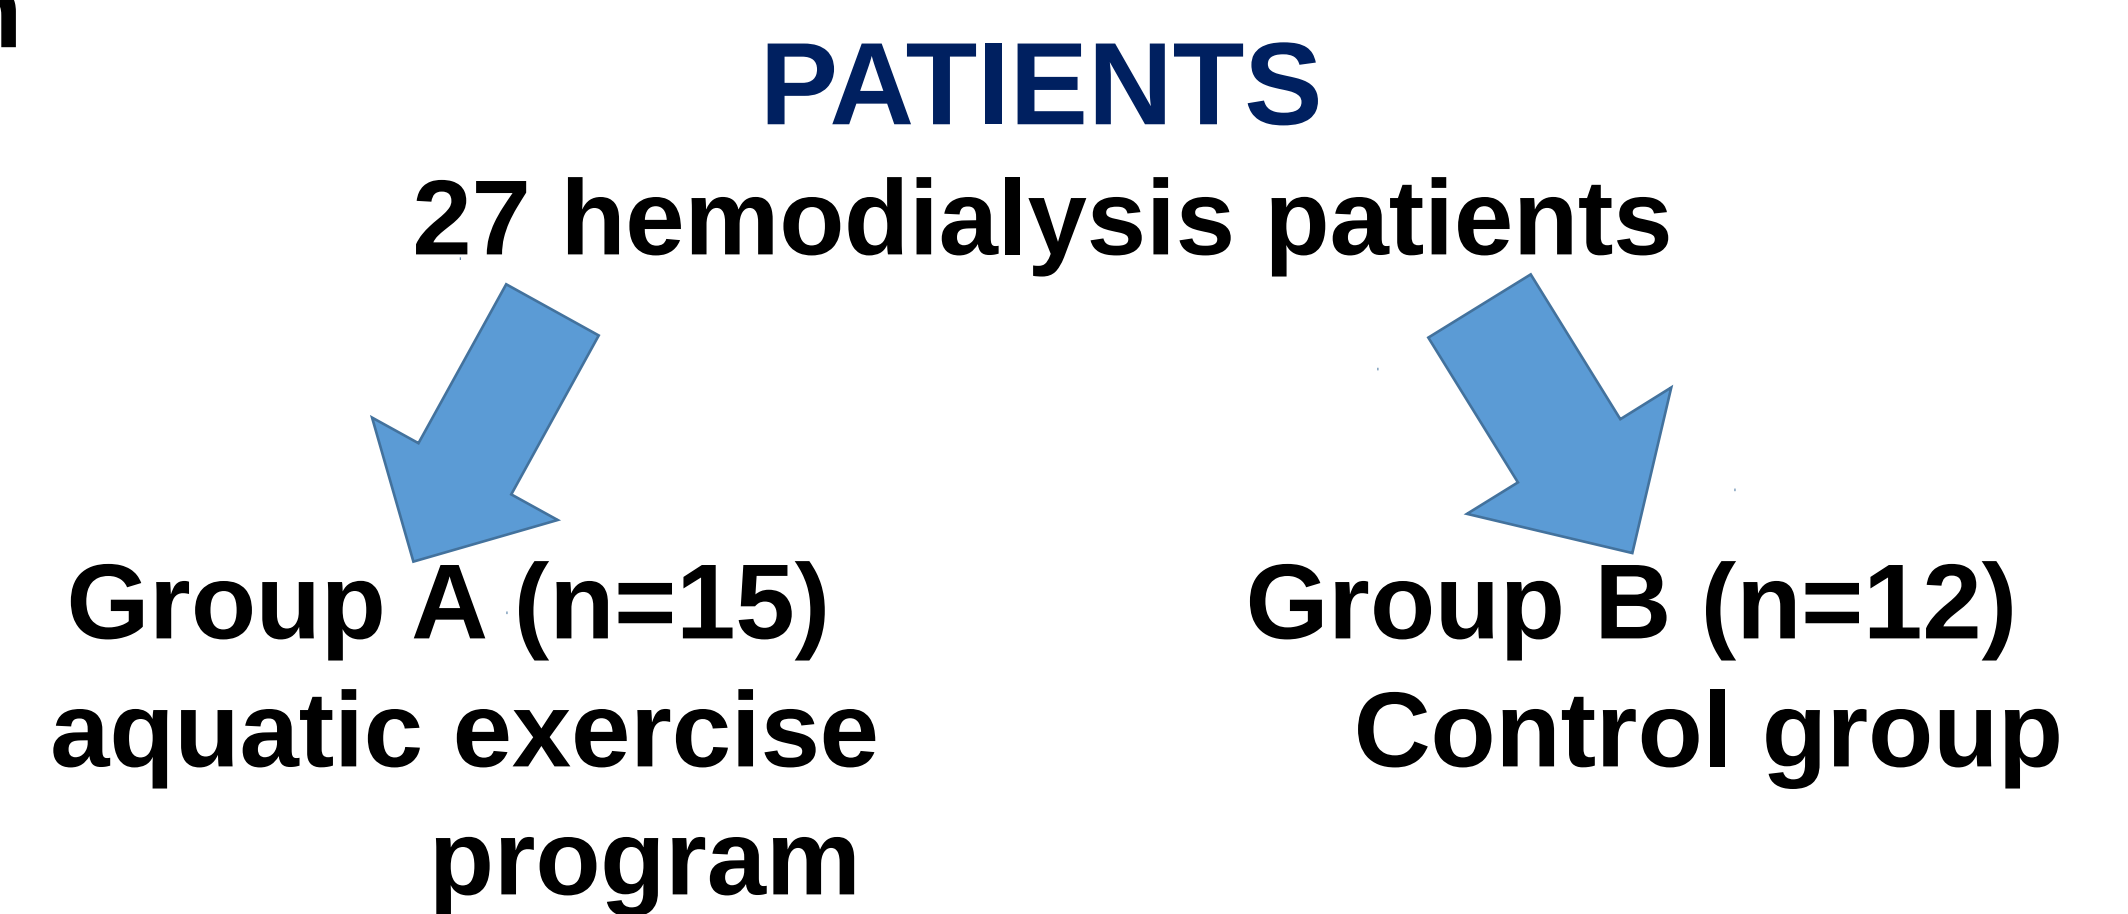 PATIENTS
27 hemodialysis patients
Group A (n=15)
aquatic exercise
program
Group B (n=12)
Control group